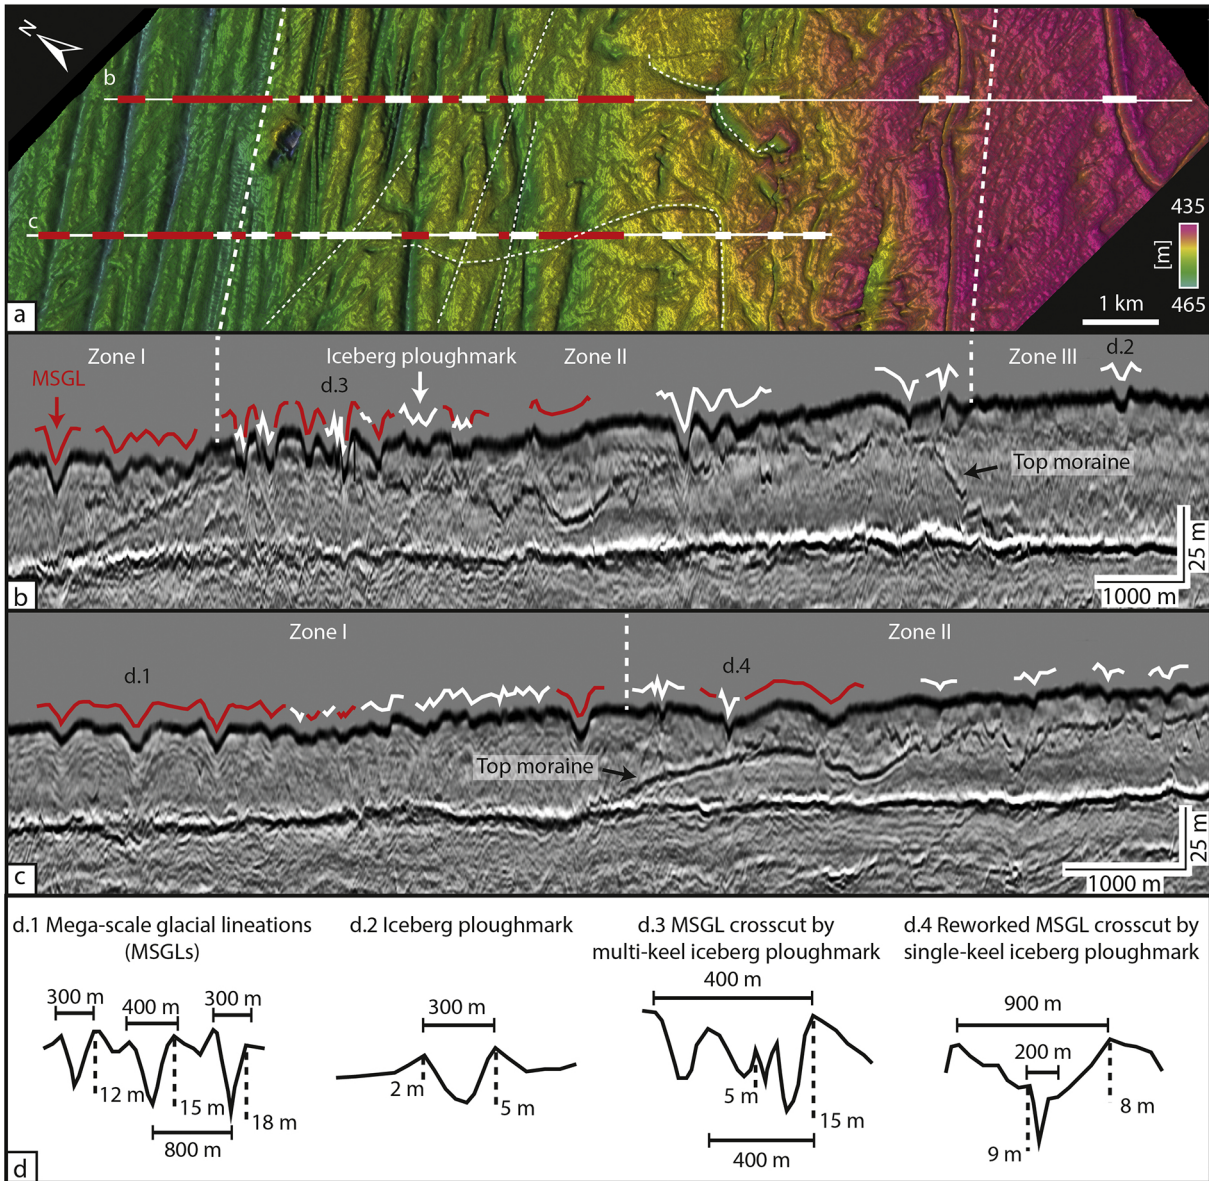 N
b
c
435
[m]
465
1 km
a
Zone I
Iceberg ploughmark
Zone II
Zone III
d.2
MSGL
d.3
Top moraine
25 m
1000 m
b
Zone I
Zone II
d.1
d.4
Top moraine
25 m
1000 m
c
d.1 Mega-scale glacial lineations
(MSGLs)
300 m
400 m
300 m
12 m
15 m
18 m
800 m
d.2 Iceberg ploughmark
300 m
2 m
5 m
d.3 MSGL crosscut by
multi-keel iceberg ploughmark
400 m
5 m
15 m
400 m
d.4 Reworked MSGL crosscut by
single-keel iceberg ploughmark
900 m
200 m
8 m
9 m
d